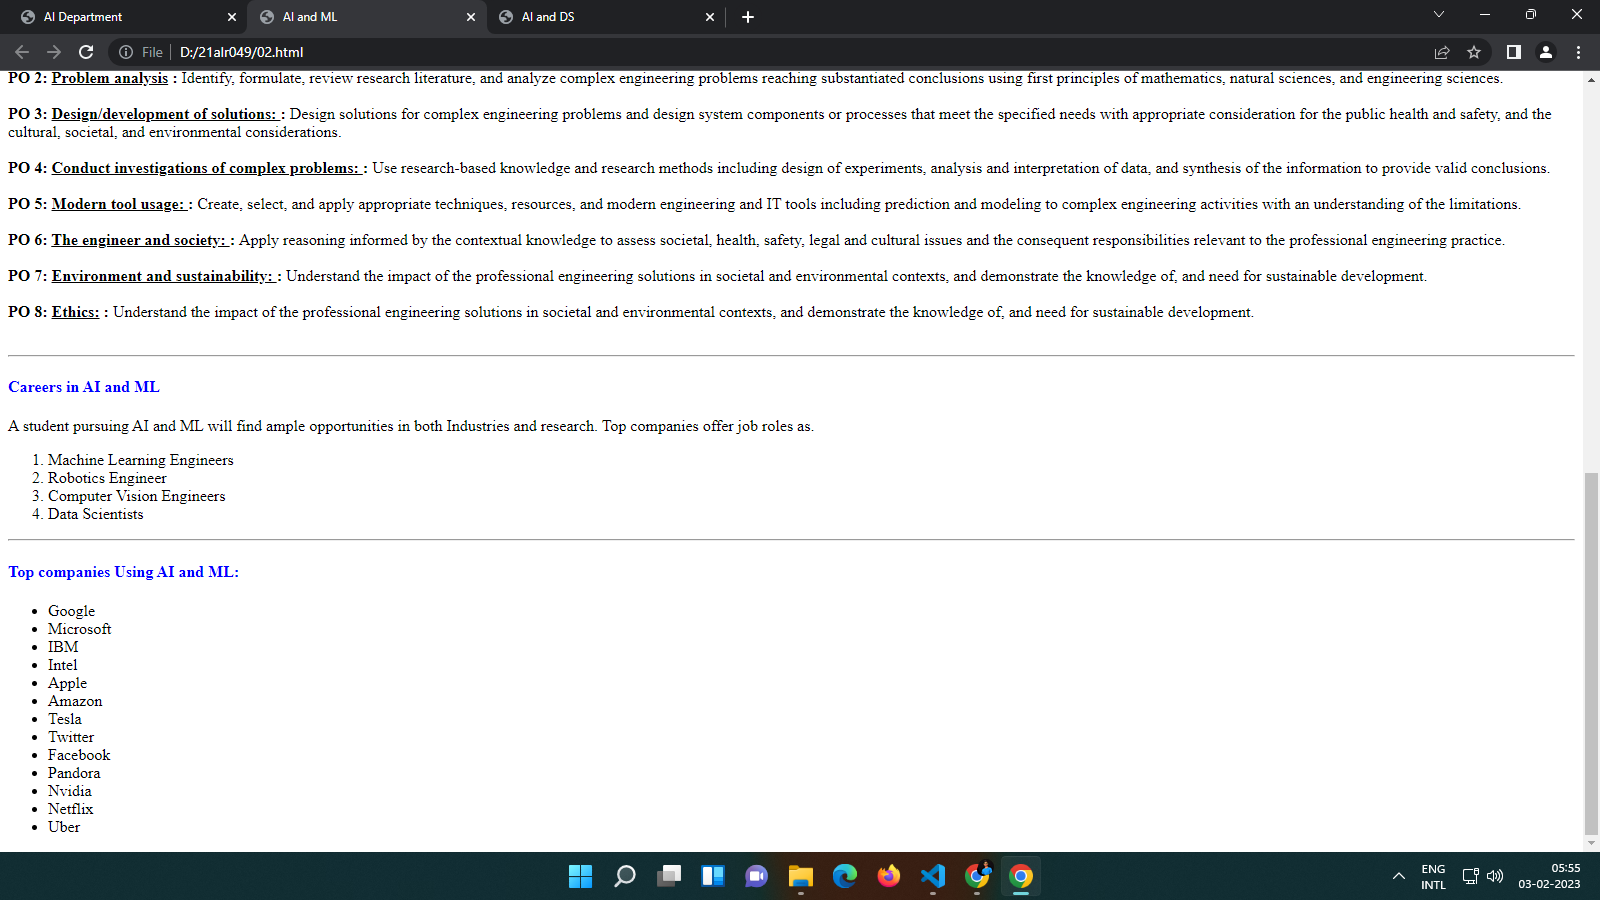 AI Department
AI and ML
AI and DS
File
D:/21alr049/02.html
PO 2: Problem analysis : Identify, formulate, review research literature, and analyze complex engineering problems reaching substantiated conclusions using first principles of mathematics, natural sciences, and engineering sciences.
PO 3: Design/development of solutions: : Design solutions for complex engineering problems and design system components or processes that meet the specified needs with appropriate consideration for the public health and safety, and the
cultural, societal, and environmental considerations.
PO 4: Conduct investigations of complex problems: : Use research-based knowledge and research methods including design of experiments, analysis and interpretation of data, and synthesis of the information to provide valid conclusions.
PO 5: Modern tool usage: : Create, select, and apply appropriate techniques, resources, and modern engineering and IT tools including prediction and modeling to complex engineering activities with an understanding of the limitations.
PO 6: The engineer and society: : Apply reasoning informed by the contextual knowledge to assess societal, health, safety, legal and cultural issues and the consequent responsibilities relevant to the professional engineering practice.
PO 7: Environment and sustainability: : Understand the impact of the professional engineering solutions in societal and environmental contexts, and demonstrate the knowledge of, and need for sustainable development.
PO 8: Ethics: : Understand the impact of the professional engineering solutions in societal and environmental contexts, and demonstrate the knowledge of, and need for sustainable development.
Careers in AI and ML
A student pursuing AI and ML will find ample opportunities in both Industries and research. Top companies offer job roles as.
1. Machine Learning Engineers
2. Robotics Engineer
3. Computer Vision Engineers
4. Data Scientists
Top companies Using AI and ML:
• Google
• Microsoft
• IBM
• Intel
• Apple
• Amazon
• Tesla
• Twitter
• Facebook
• Pandora
• Nvidia
• Netflix
• Uber
ENG
INTL
05:55
03-02-2023